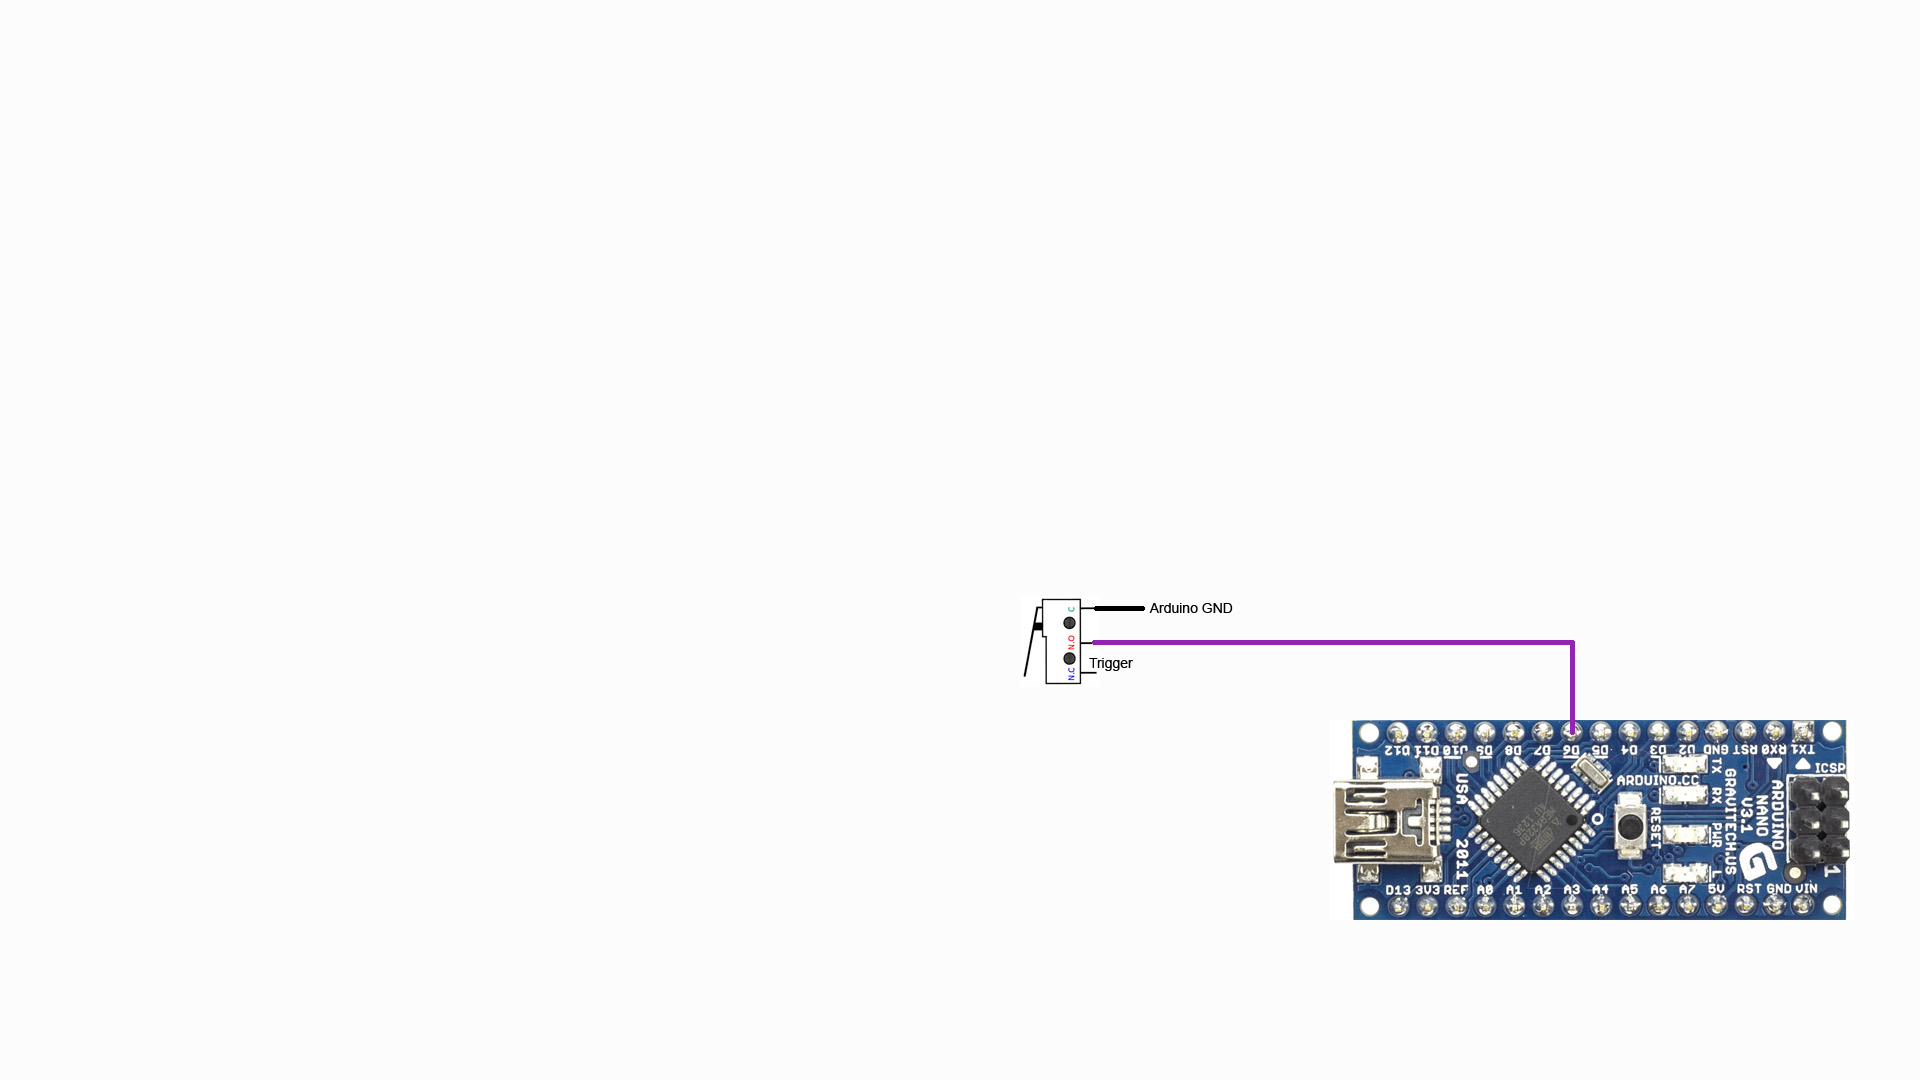 C
Arduino GND
N.O
Trigger
N.C
D12 D11 D10 D9 D8 D7 D6 D5 D4 D3 D2 GND RST RX0 TX1
ICSP
TX
RX
PWR
L
ARDUINO.CC
USA
2011
RESET
GRAVITECH.US
ARDUINO
NANO
V3.1
G
1
D13 3V3 REF A0 A1 A2 A3 A4 A5 A6 A7 5V RST GND VIN